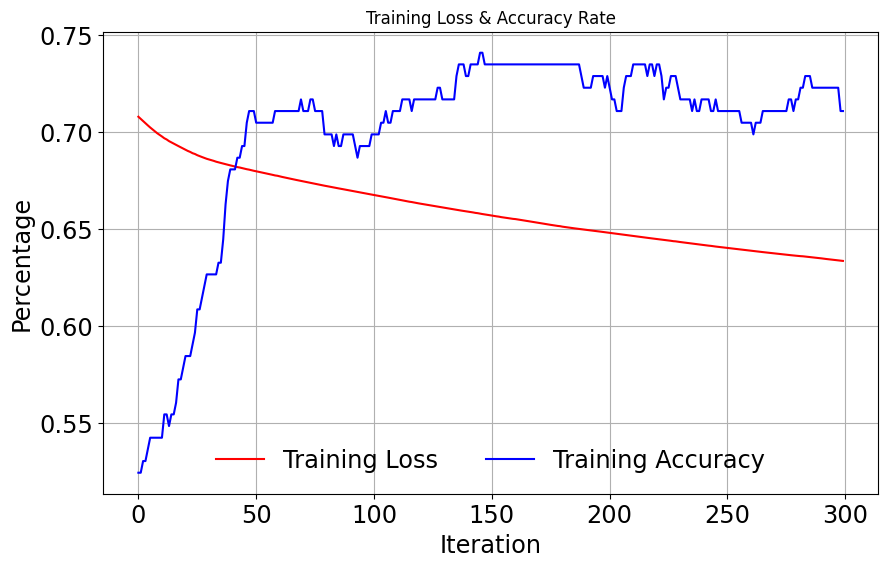 Training Loss & Accuracy Rate
0.75
0.70
0.65
0.60
0.55
Percentage
Training Loss
Training Accuracy
0
50
100
150
200
250
300
Iteration